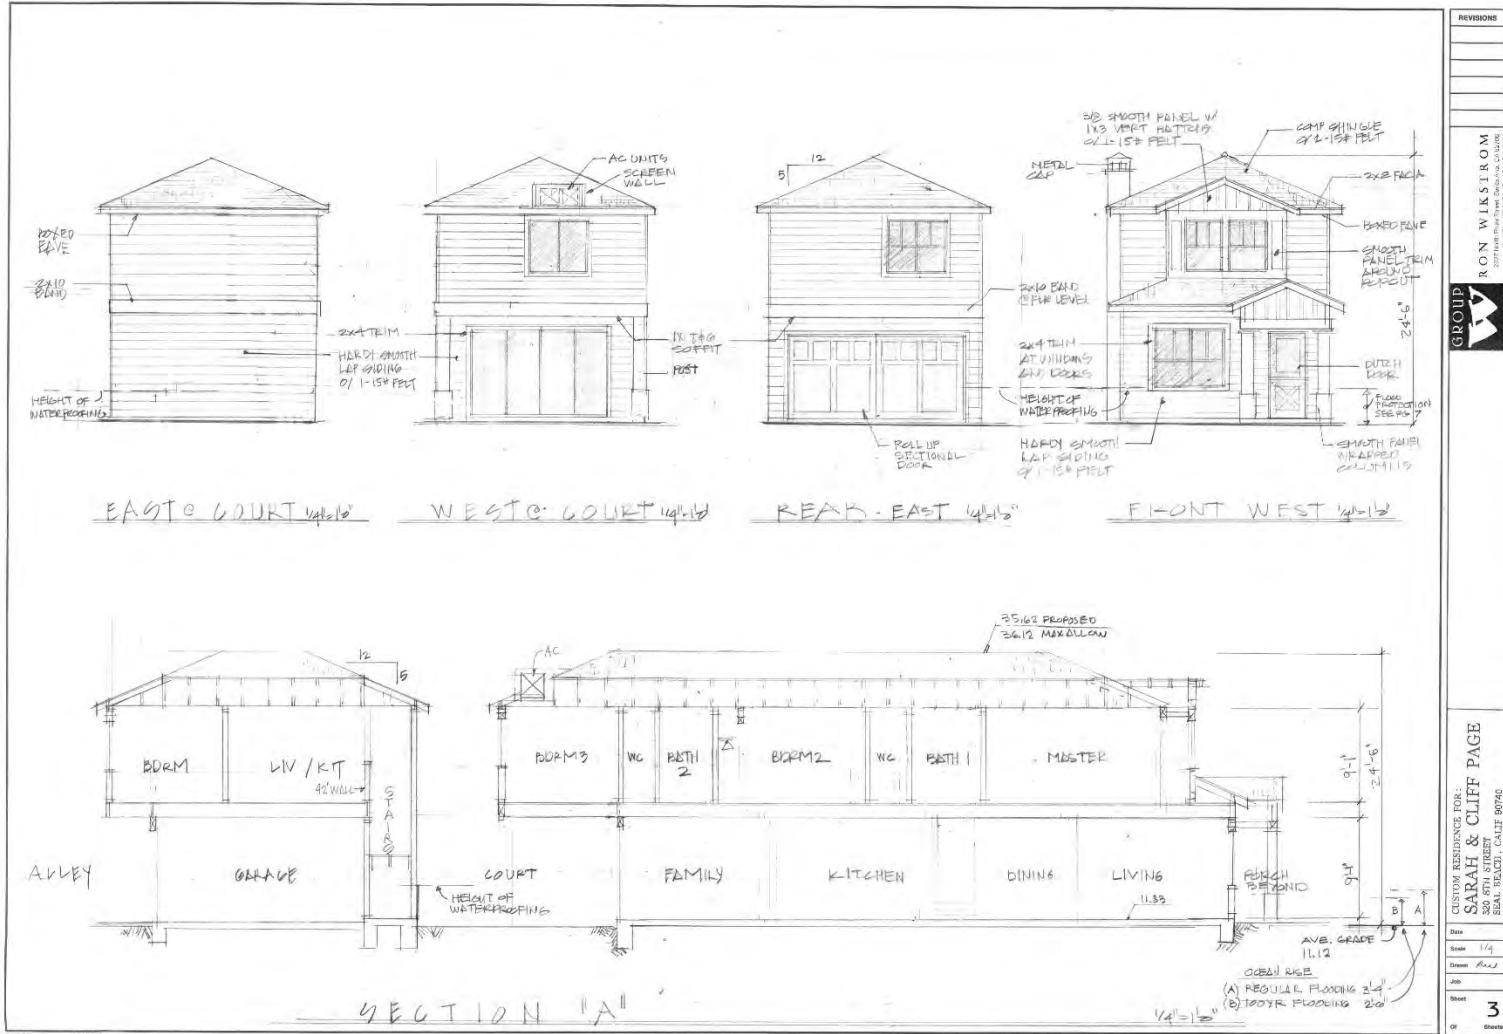 REVISIONS
RON WIKSTROM
GROUP
W
3/8 SMOOTH PANEL W/
1X3 VERT BATTENS
O/ 1-15# FELT
COMP SHINGLE
O/ 2-15# FELT
METAL
CAP
2X8 FACIA
BOXED EAVE
SMOOTH
PANEL TRIM
AROUND
POPOUT
24'-6"
AC UNITS
SCREEN
WALL
12
5
BOXED
EAVE
2X10
BAND
2X4 TRIM
HARDY SMOOTH
LAP SIDING
O/ 1-15# FELT
1X T&G
SOFFIT
POST
2X10 BAND
@ FLR LEVEL
2X4 TRIM
AT WINDOWS
AND DOORS
HEIGHT OF
WATERPROOFING
HEIGHT OF
WATERPROOFING
DUTCH
DOOR
FLOOD
PROTECTION
SEE PG 7
ROLL UP
SECTIONAL
DOOR
HARDY SMOOTH
LAP SIDING
O/ 1-15# FELT
SMOOTH PANEL
WRAPPED
COLUMNS
EAST @ COURT 1/4"=1'-0"
WEST @ COURT 1/4"=1'-0"
REAR - EAST 1/4"=1'-0"
FRONT WEST 1/4"=1'-0"
35.62 PROPOSED
36.12 MAX ALLOW
12
5
AC
BDRM
LIV / KIT
42" WALL
STAIRS
BDRM 3
WC
BATH
2
BDRM 2
WC
BATH 1
MASTER
9'-1"
24'-6"
ALLEY
GARAGE
COURT
HEIGHT OF
WATERPROOFING
FAMILY
KITCHEN
DINING
LIVING
11.83
PORCH
BEYOND
B
A
AVE. GRADE
11.12
OCEAN RISE
(A) REGULAR FLOODING 3'-4"
(B) 100YR FLOODING 2'-6"
SECTION "A"
1/4"=1'-0"
CUSTOM RESIDENCE FOR:
SARAH & CLIFF PAGE
320 8TH STREET
SEAL BEACH, CALIF 90740
Date
Scale 1/4
Drawn
Job
Sheet
3
Of Sheets